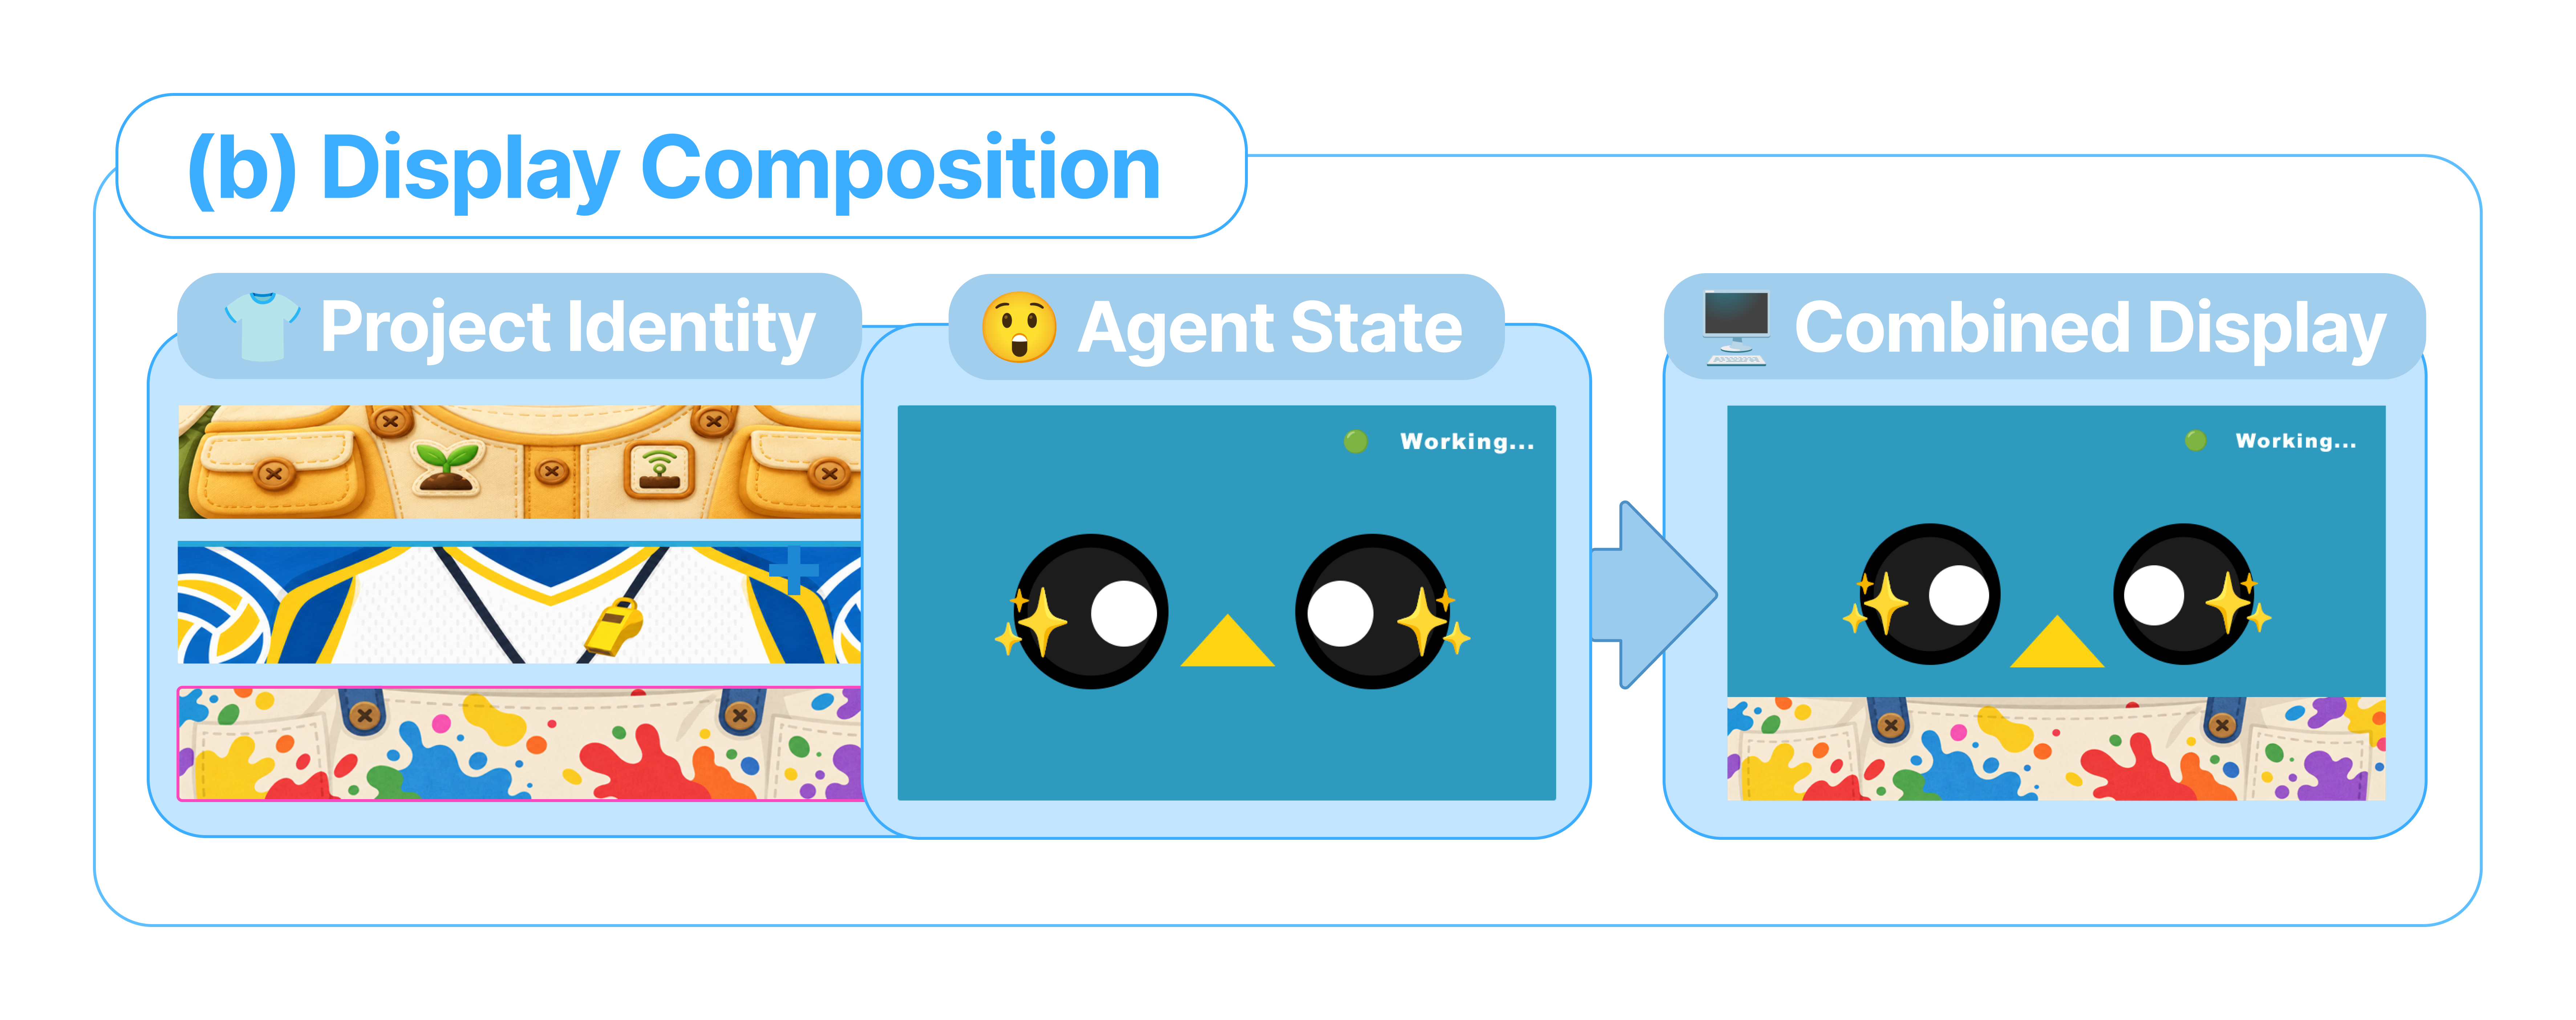 (b) Display Composition
Project Identity
Agent State
Combined Display
Working...
Working...